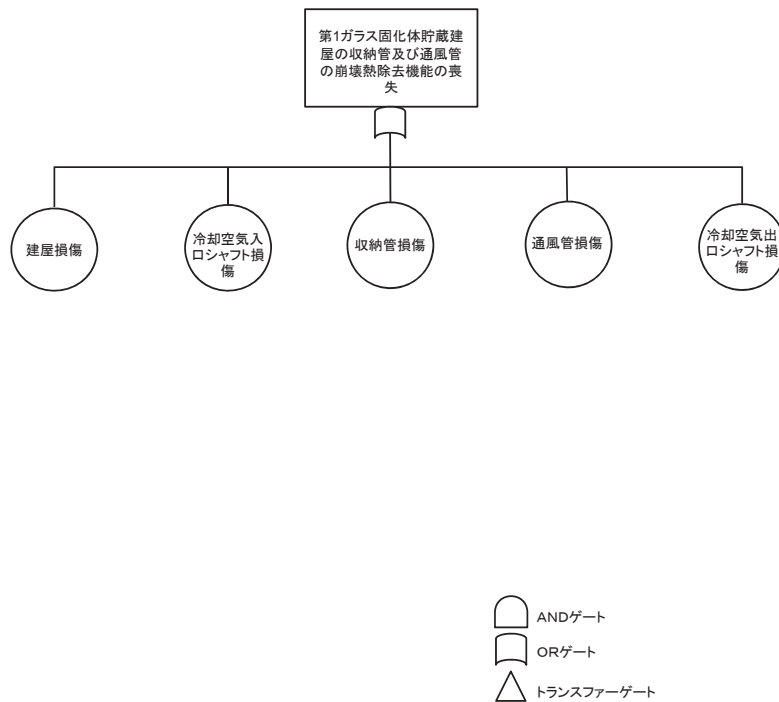 第1ガラス固化体貯蔵建
屋の収納管及び通風管
の崩壊熱除去機能の喪
失
建屋損傷
冷却空気入
口シャフト損
傷
収納管損傷
通風管損傷
冷却空気出
口シャフト損
傷
ANDゲート
ORゲート
トランスファーゲート